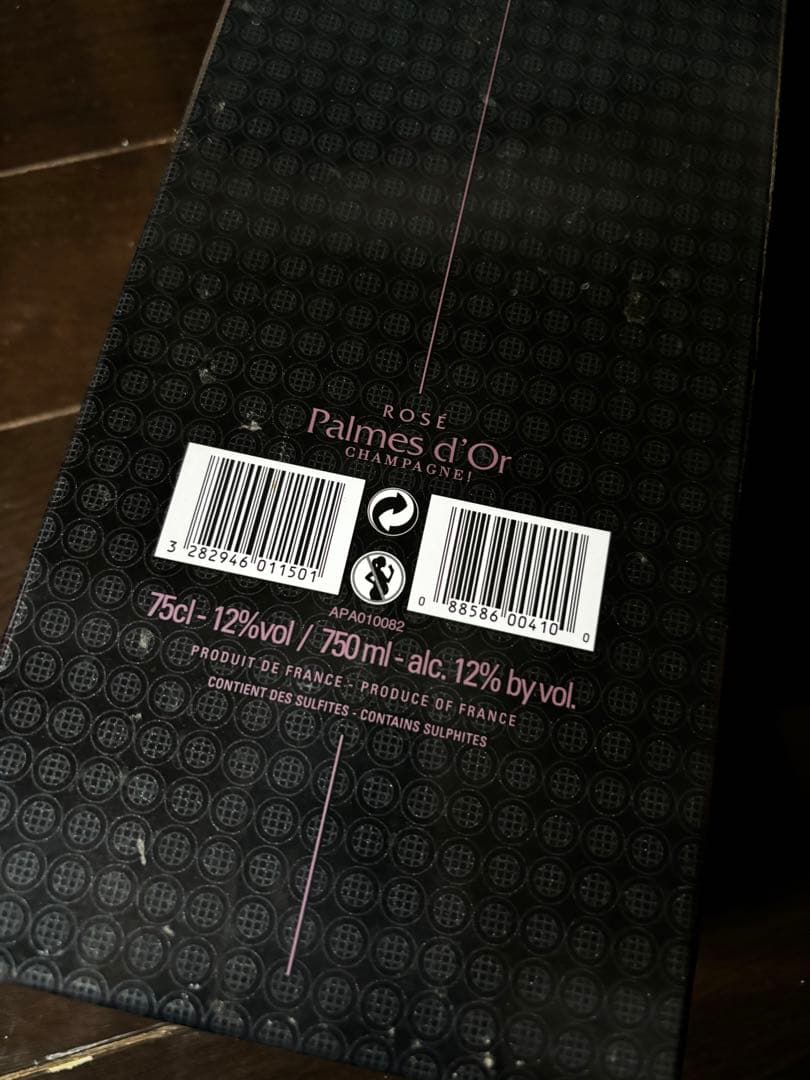 ROSÉ
Palmes d'Or
CHAMPAGNE!
3 282946 011501
0 88586 00410 0
APA010082
75cl - 12%vol / 750 ml - alc. 12% by vol.
PRODUIT DE FRANCE - PRODUCE OF FRANCE
CONTIENT DES SULFITES - CONTAINS SULPHITES